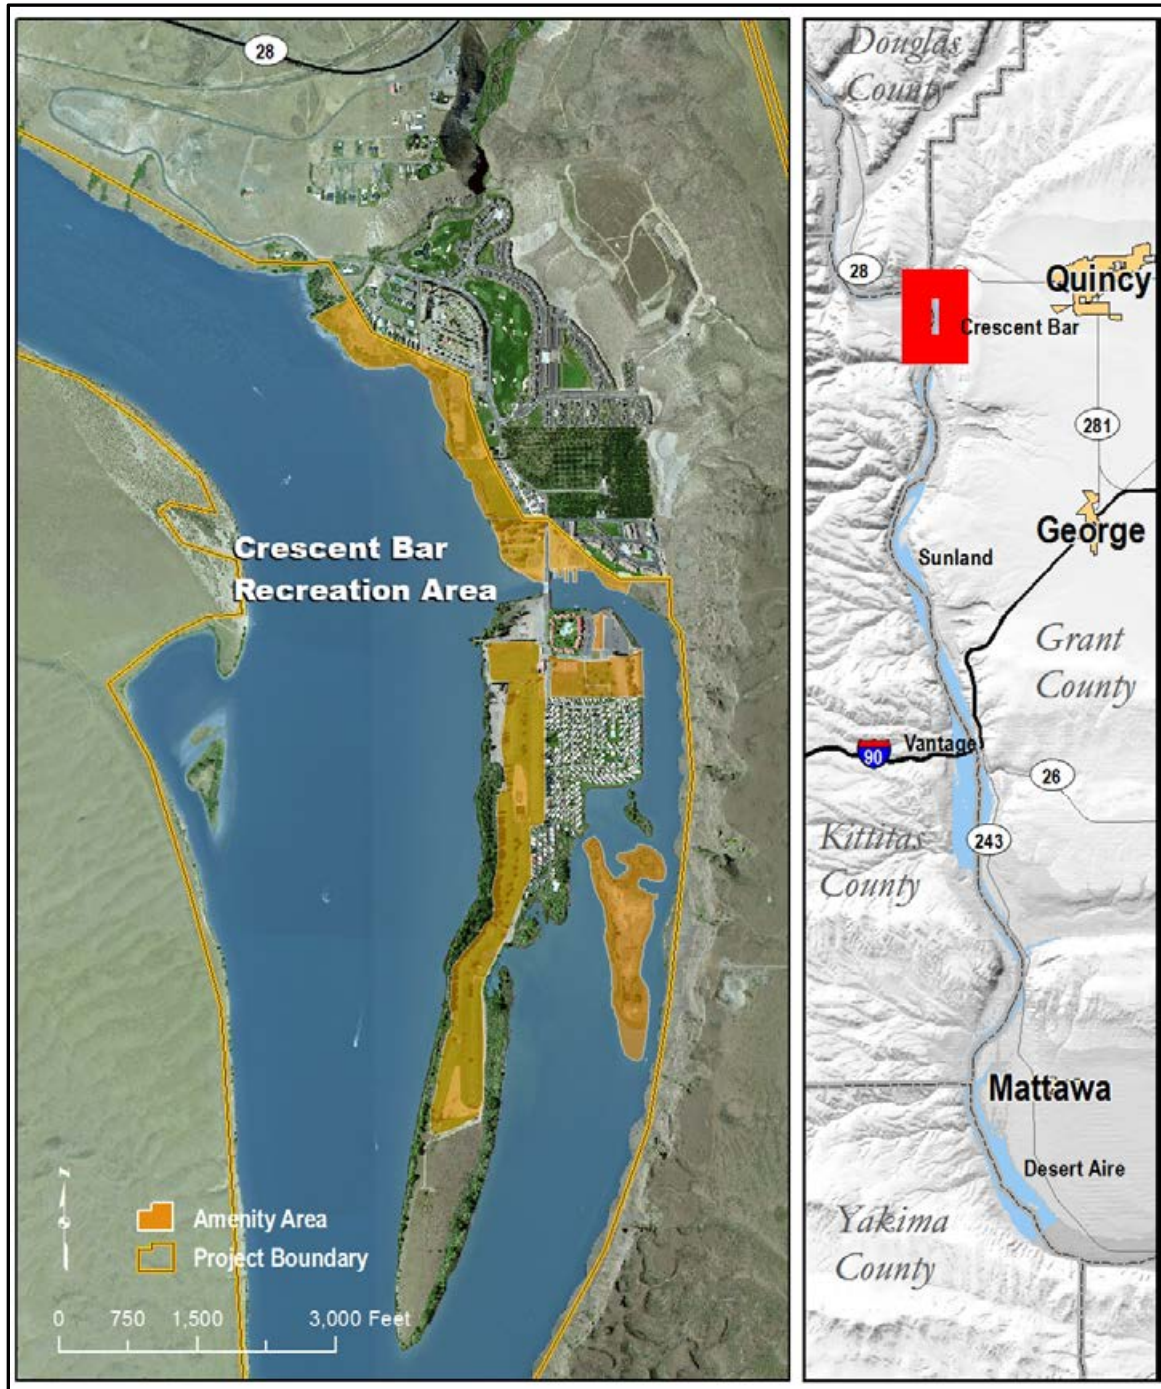 28
Crescent Bar
Recreation Area
N
Amenity Area
Project Boundary
0 750 1,500 3,000 Feet
Douglas
County
28
Quincy
Crescent Bar
281
George
Sunland
Grant
County
Vantage
90
26
Kittitas
County
243
Mattawa
Desert Aire
Yakima
County